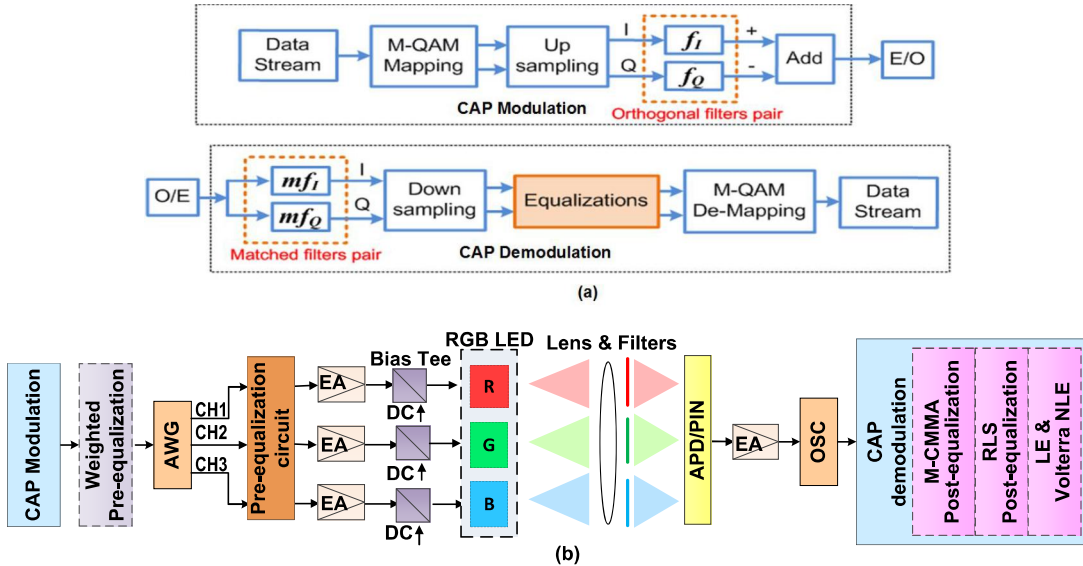 Data
Stream
M-QAM
Mapping
Up
sampling
I
Q
f_I
f_Q
+
-
Add
E/O
CAP Modulation
Orthogonal filters pair
O/E
mf_I
mf_Q
I
Q
Down
sampling
Equalizations
M-QAM
De-Mapping
Data
Stream
Matched filters pair
CAP Demodulation
(a)
CAP Modulation
Weighted
Pre-equalization
AWG
CH1
CH2
CH3
Pre-equalization
circuit
EA
EA
EA
Bias Tee
DC
DC
DC
RGB LED
R
G
B
Lens & Filters
APD/PIN
EA
OSC
CAP
demodulation
M-CMMA
Post-equalization
RLS
Post-equalization
LE &
Volterra NLE
(b)